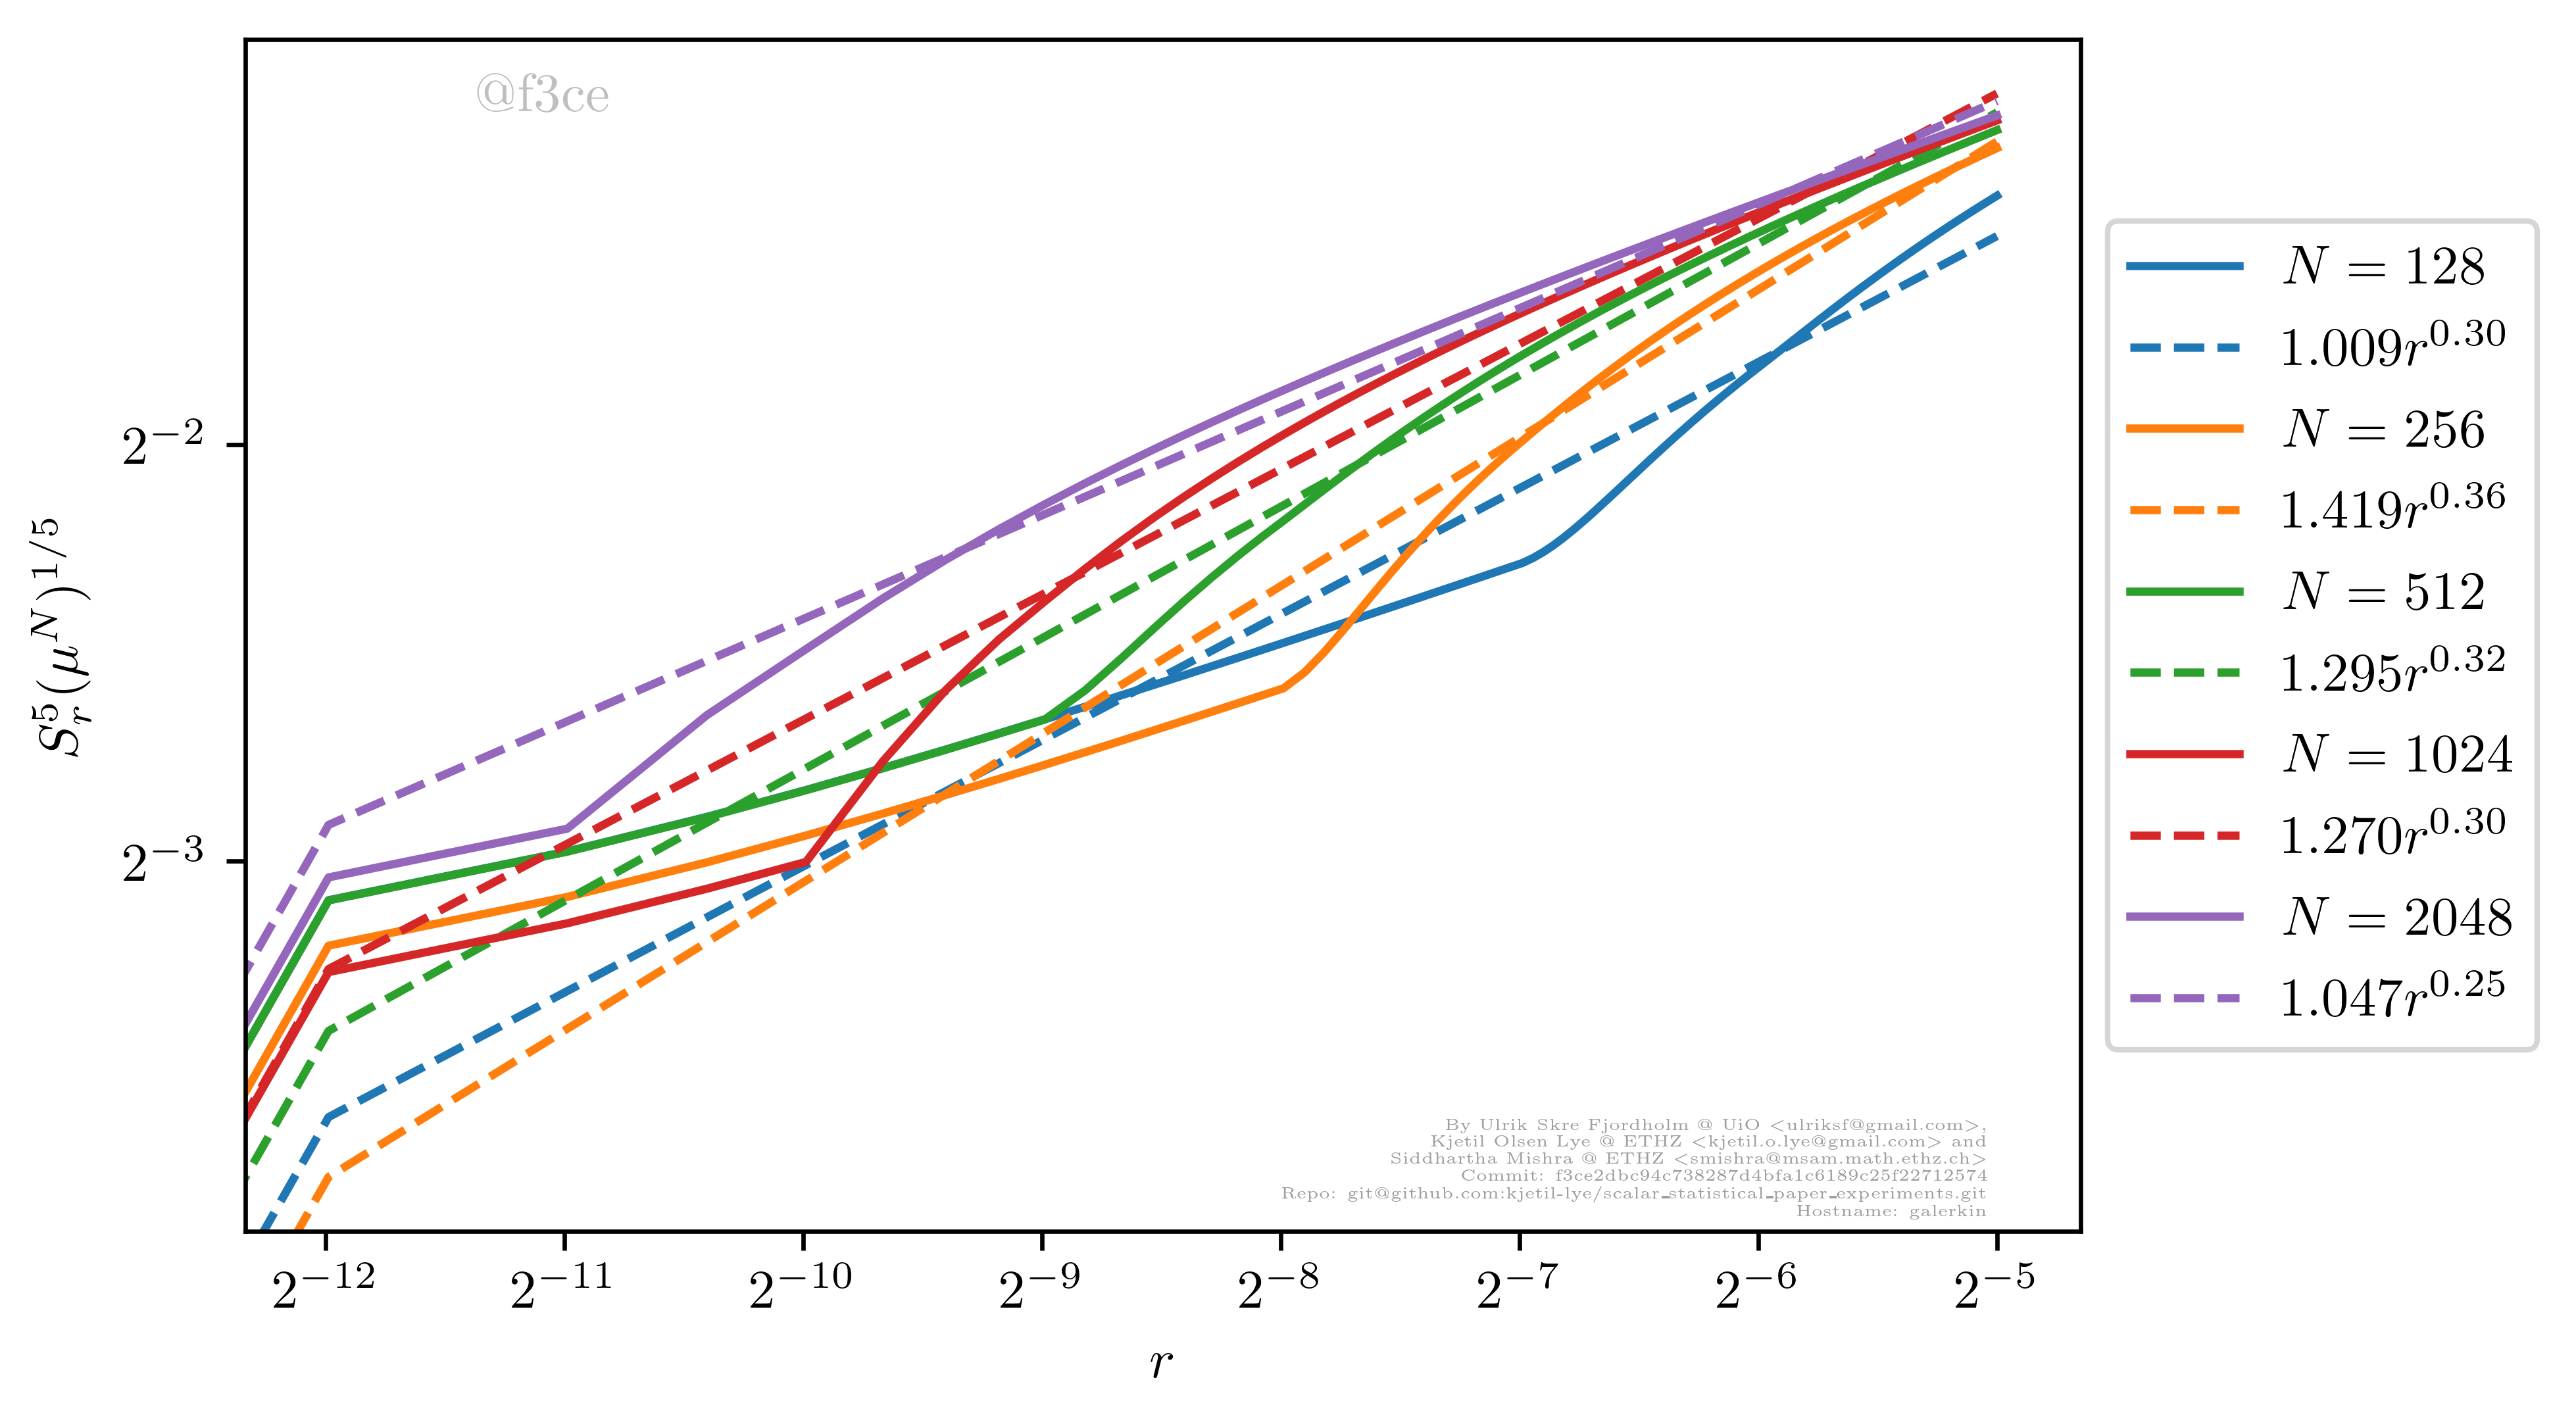 @f3ce
S_r^5(μ^N)^{1/5}
2^{-2}
2^{-3}
2^{-12} 2^{-11} 2^{-10} 2^{-9} 2^{-8} 2^{-7} 2^{-6} 2^{-5}
r
N = 128
1.009r^{0.30}
N = 256
1.419r^{0.36}
N = 512
1.295r^{0.32}
N = 1024
1.270r^{0.30}
N = 2048
1.047r^{0.25}
By Ulrik Skre Fjordholm @ UiO <ulriksf@gmail.com>,
Kjetil Olsen Lye @ ETHZ <kjetil.o.lye@gmail.com> and
Siddhartha Mishra @ ETHZ <smishra@msam.math.ethz.ch>
Commit: f3ce2dbc94c738287d4bfa1c6189c25f22712574
Repo: git@github.com:kjetil-lye/scalar_statistical_paper_experiments.git
Hostname: galerkin